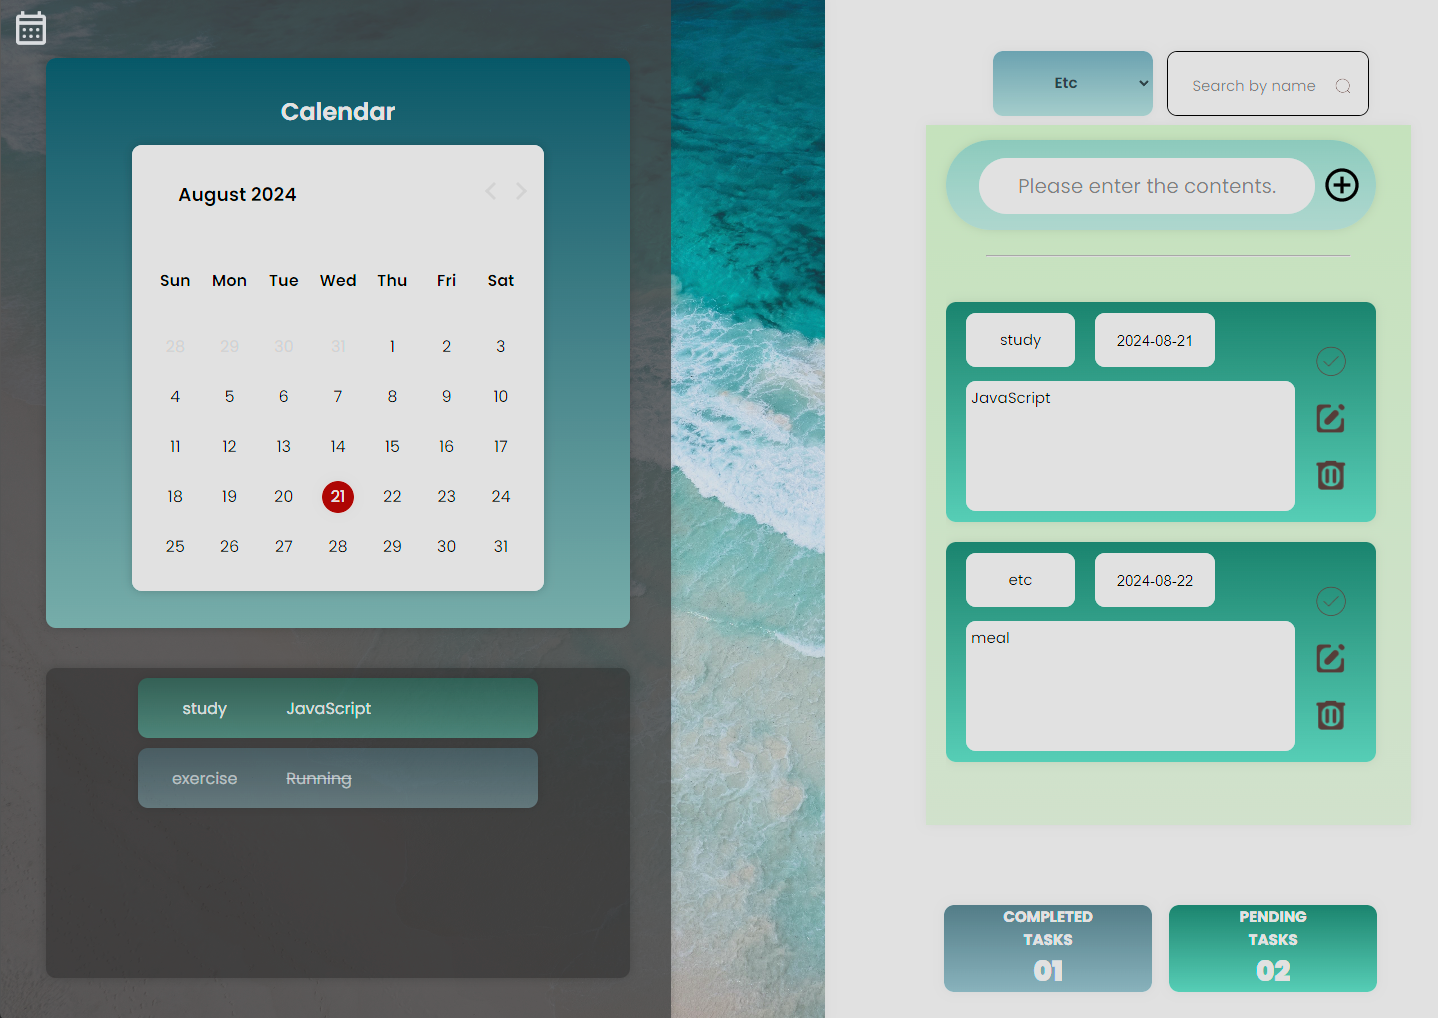 Calendar
August 2024
Sun Mon Tue Wed Thu Fri Sat
28 29 30 31 1 2 3
4 5 6 7 8 9 10
11 12 13 14 15 16 17
18 19 20 21 22 23 24
25 26 27 28 29 30 31
study JavaScript
exercise Running
Etc
Search by name
Please enter the contents.
study 2024-08-21
JavaScript
etc 2024-08-22
meal
COMPLETED
TASKS
01
PENDING
TASKS
02